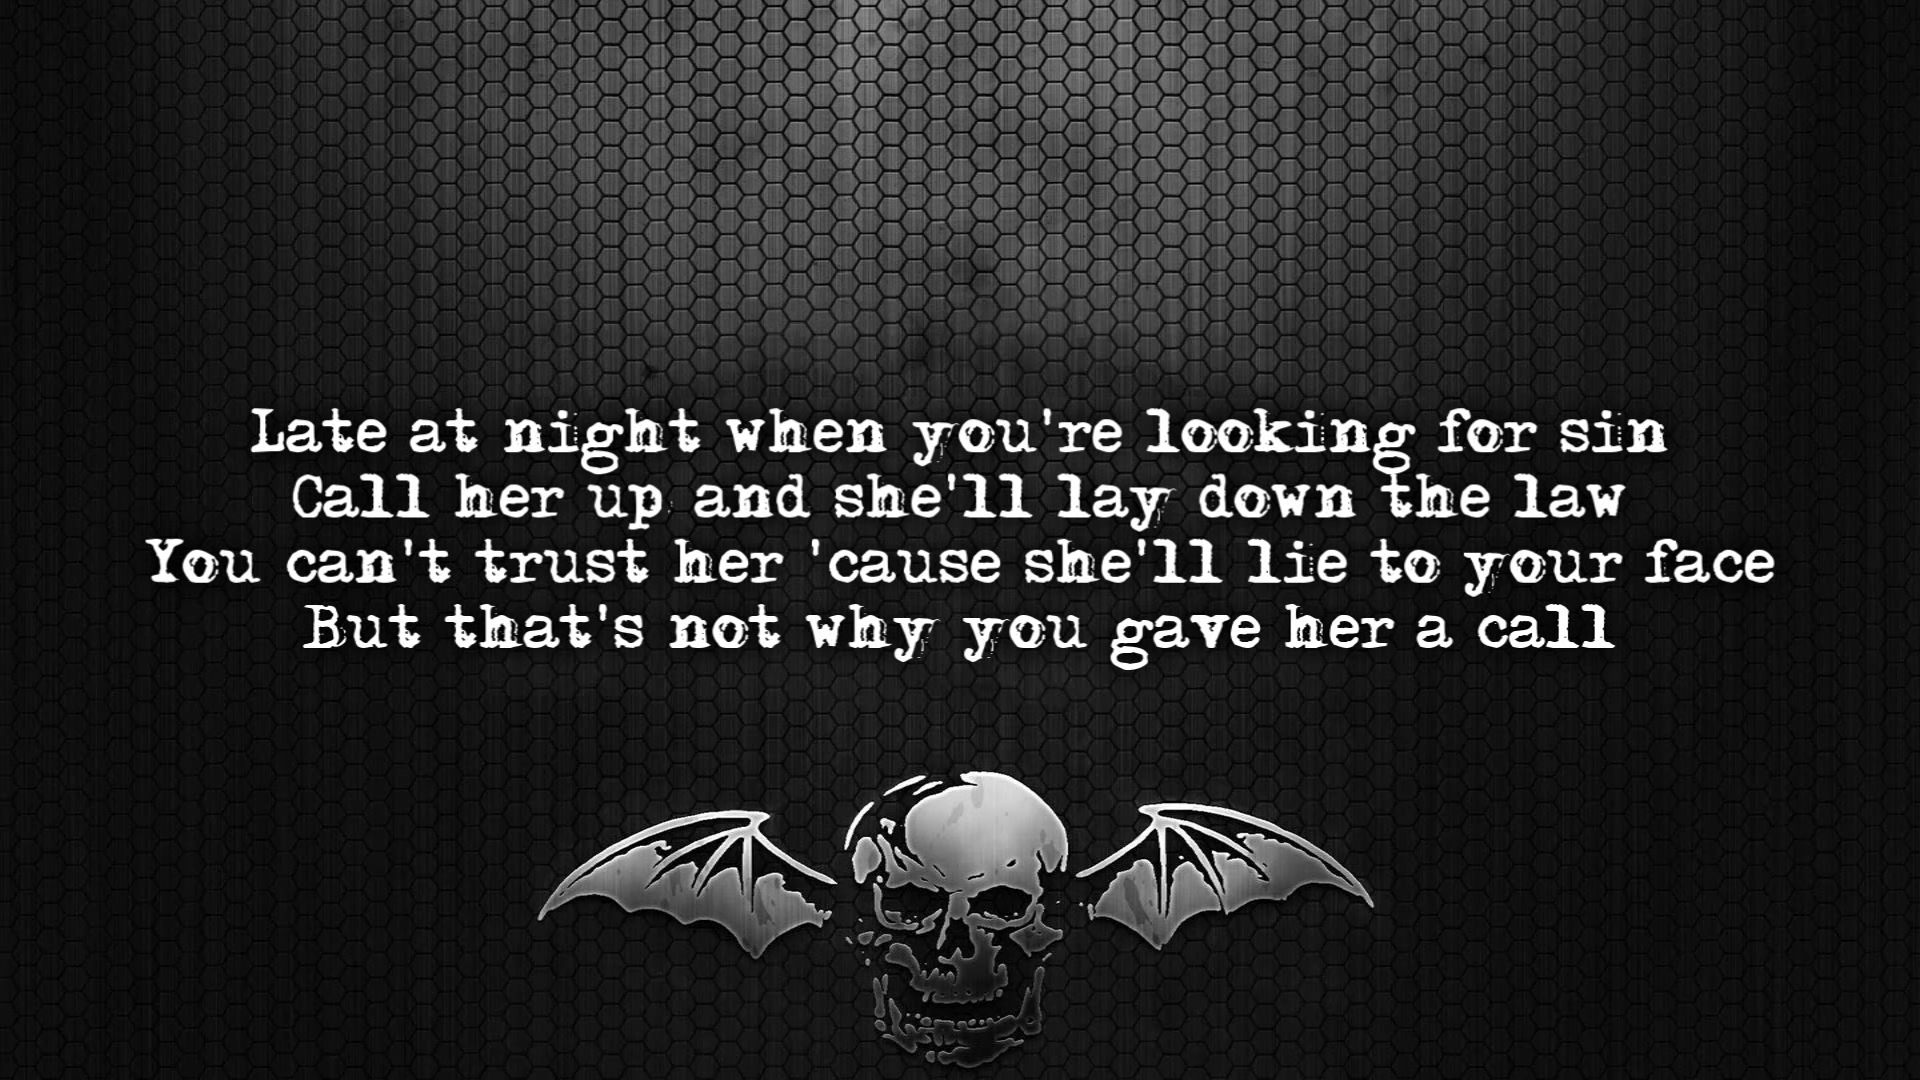 Late at night when you're looking for sin
Call her up and she'll lay down the law
You can't trust her 'cause she'll lie to your face
But that's not why you gave her a call